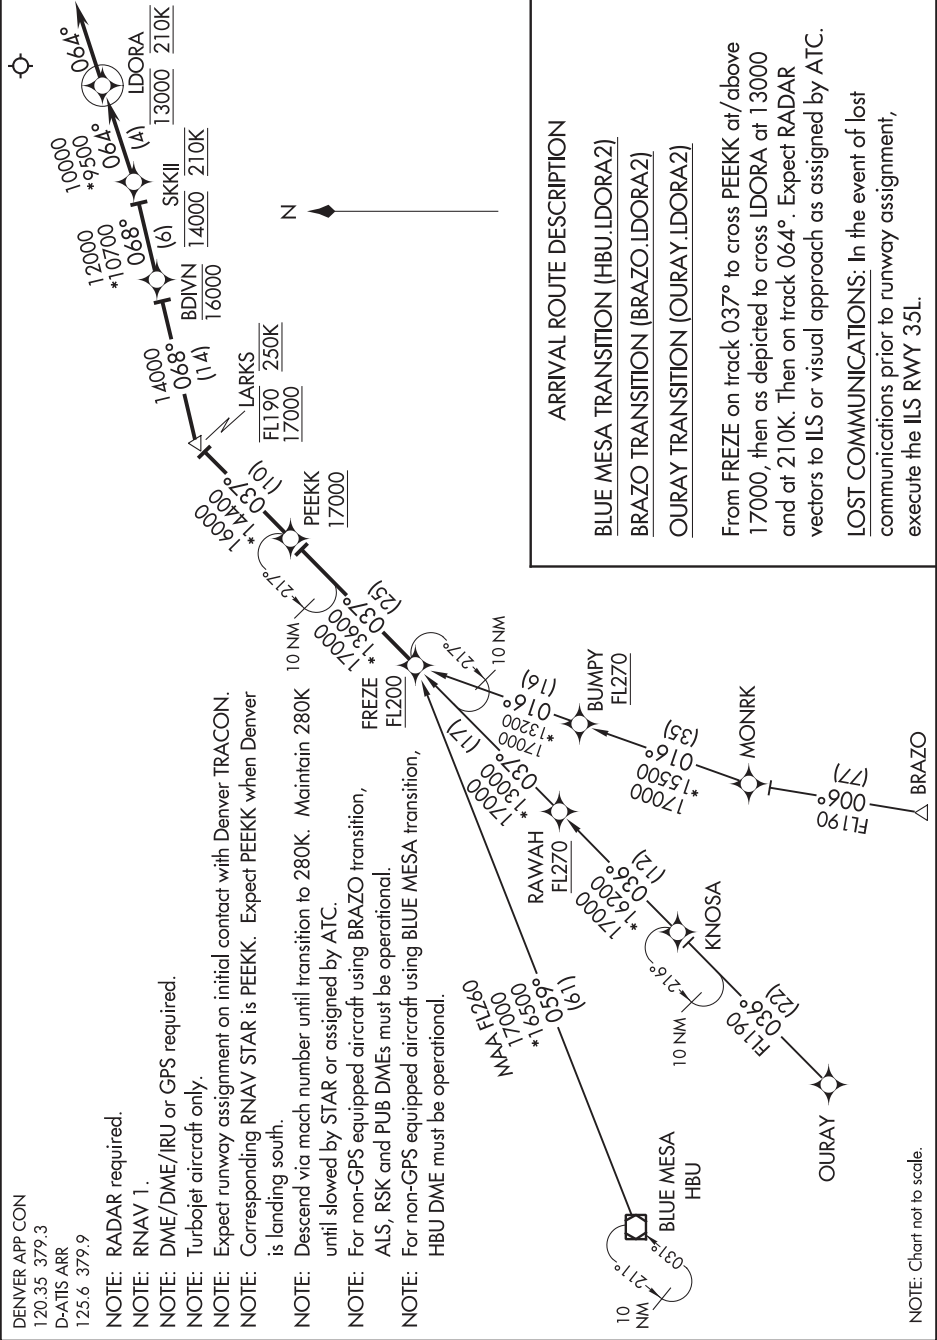 DENVER APP CON
120.35 379.3
D-ATIS ARR
125.6 379.9
NOTE: RADAR required.
NOTE: RNAV 1.
NOTE: DME/DME/IRU or GPS required.
NOTE: Turbojet aircraft only.
NOTE: Expect runway assignment on initial contact with Denver TRACON.
NOTE: Corresponding RNAV STAR is PEEKK. Expect PEEKK when Denver
is landing south.
NOTE: Descend via mach number until transition to 280K. Maintain 280K
until slowed by STAR or assigned by ATC.
NOTE: For non-GPS equipped aircraft using BRAZO transition,
ALS, RSK and PUB DMEs must be operational.
NOTE: For non-GPS equipped aircraft using BLUE MESA transition,
HBU DME must be operational.
064°
LDORA
13000 210K
10000
*9500
064°
(4)
SKKII
14000 210K
12000
*10700
068°
(6)
BDIVN
16000
14000
068°
(14)
LARKS
FL190 250K
17000
16000
*14400
037°
(10)
PEEKK
17000
217°
10 NM
17000
*13600
037°
(25)
FREZE
FL200
217°
10 NM
17000
*13200
016°
(16)
BUMPY
FL270
17000
*15500
016°
(35)
MONRK
FL190
006°
(77)
BRAZO
17000
*13000
037°
(17)
RAWAH
FL270
17000
*16200
036°
(12)
KNOSA
216°
10 NM
FL190
036°
(22)
OURAY
MAA FL260
17000
*16500
059°
(61)
BLUE MESA
HBU
211°
031°
10
NM
N
ARRIVAL ROUTE DESCRIPTION
BLUE MESA TRANSITION (HBU.LDORA2)
BRAZO TRANSITION (BRAZO.LDORA2)
OURAY TRANSITION (OURAY.LDORA2)
From FREZE on track 037° to cross PEEKK at/above
17000, then as depicted to cross LDORA at 13000
and at 210K. Then on track 064°. Expect RADAR
vectors to ILS or visual approach as assigned by ATC.
LOST COMMUNICATIONS: In the event of lost
communications prior to runway assignment,
execute the ILS RWY 35L.
NOTE: Chart not to scale.